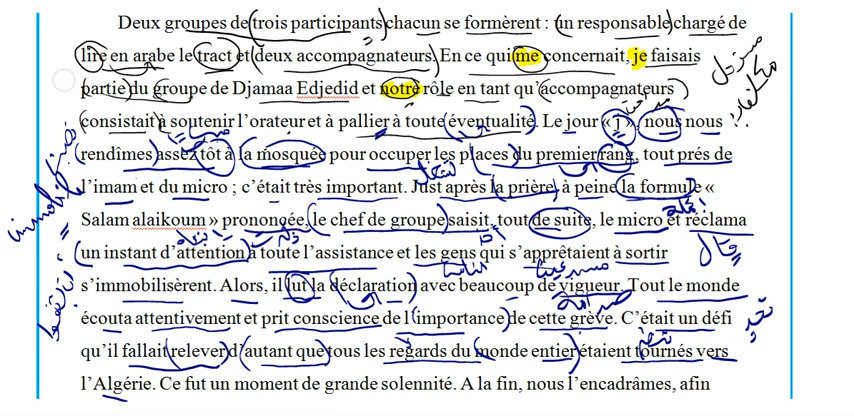 Deux groupes de trois participants chacun se formèrent : un responsable chargé de
lire en arabe le tract et deux accompagnateurs. En ce qui me concernait, je faisais
partie du groupe de Djamaa Edjedid et notre rôle en tant qu'accompagnateurs
consistait à soutenir l'orateur et à pallier à toute éventualité. Le jour « j » nous nous
rendîmes assez tôt à la mosquée pour occuper les places du premier rang, tout prés de
l'imam et du micro ; c'était très important. Just après la prière, à peine la formule «
Salam alaikoum » prononcée, le chef de groupe saisit, tout de suite, le micro et réclama
un instant d'attention à toute l'assistance et les gens qui s'apprêtaient à sortir
s'immobilisèrent. Alors, il lut la déclaration avec beaucoup de vigueur. Tout le monde
écouta attentivement et prit conscience de l'importance de cette grève. C'était un défi
qu'il fallait relever d'autant que tous les regards du monde entier étaient tournés vers
l'Algérie. Ce fut un moment de grande solennité. A la fin, nous l'encadrâmes, afin